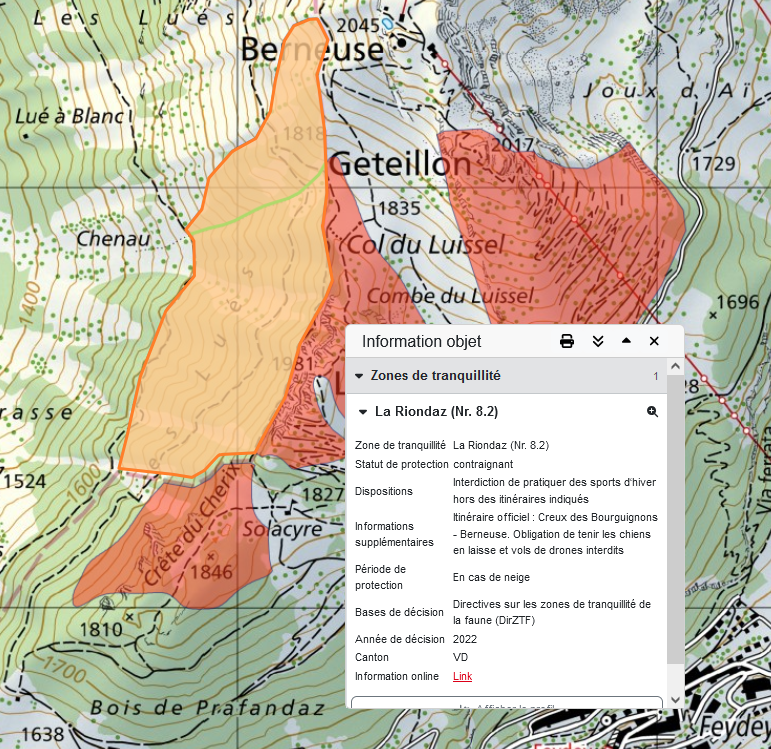 Les Lués
2045
Berneuse
Joux d'Aï
Lué à Blanc
1818
2017
Geteillon
1729
1835
Chenau
Col du Luissel
Combe du Luissel
1400
1696
Information objet
1931
Zones de tranquillité 1
La Riondaz (Nr. 8.2)
Zone de tranquillité La Riondaz (Nr. 8.2)
Statut de protection contraignant
Dispositions Interdiction de pratiquer des sports d'hiver
hors des itinéraires indiqués
Informations supplémentaires Itinéraire officiel : Creux des Bourguignons
- Berneuse. Obligation de tenir les chiens
en laisse et vols de drones interdits
Période de protection En cas de neige
Bases de décision Directives sur les zones de tranquillité de
la faune (DirZTF)
Année de décision 2022
Canton VD
Information online Link
1524
1600
1827
Solacyre
Crête du Cherix
1846
1810
1700
Via ferrata
Bois de Prafandaz
1638
Feydey